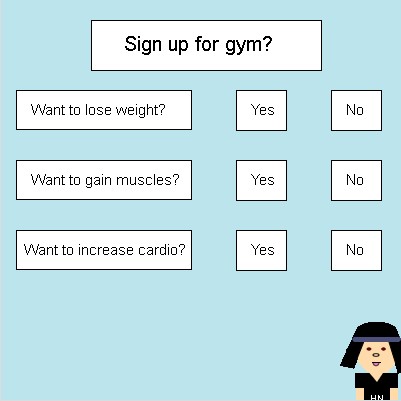 Sign up for gym?
Want to lose weight? Yes No
Want to gain muscles? Yes No
Want to increase cardio? Yes No
HN